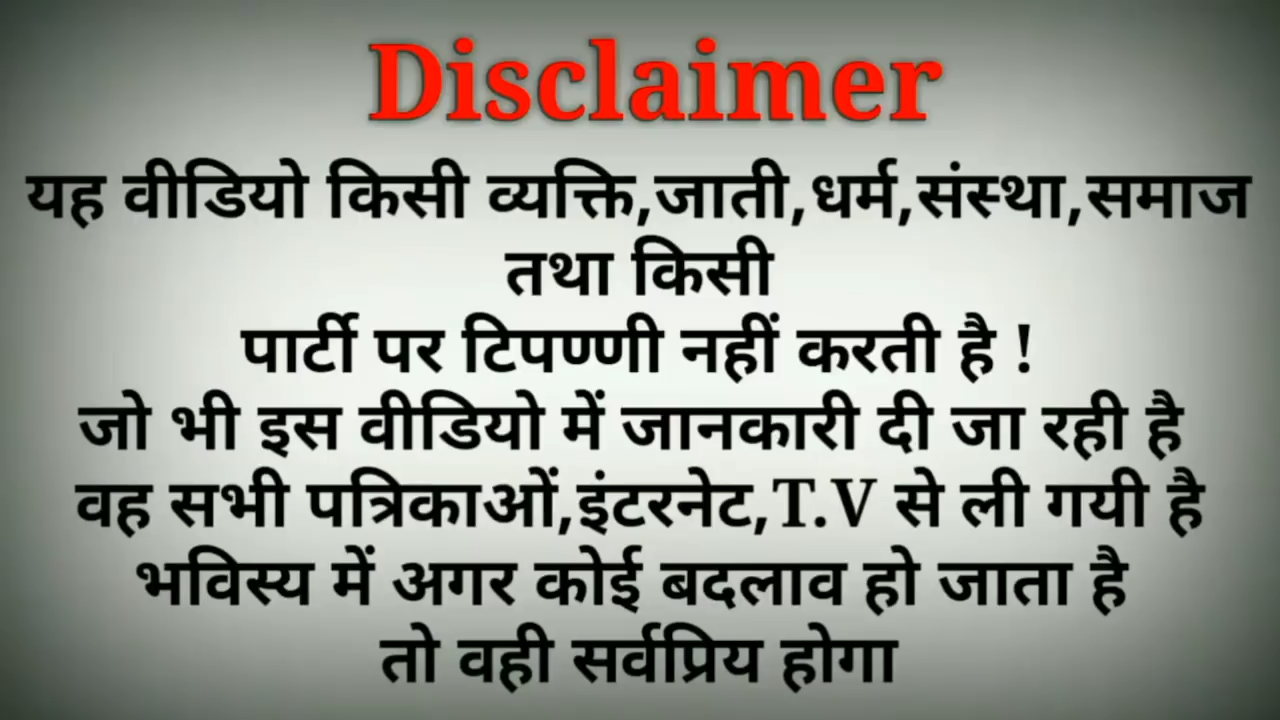 Disclaimer
यह वीडियो किसी व्यक्ति,जाती,धर्म,संस्था,समाज
तथा किसी
पार्टी पर टिपण्णी नहीं करती है !
जो भी इस वीडियो में जानकारी दी जा रही है
वह सभी पत्रिकाओं,इंटरनेट,T.V से ली गयी है
भविस्य में अगर कोई बदलाव हो जाता है
तो वही सर्वप्रिय होगा